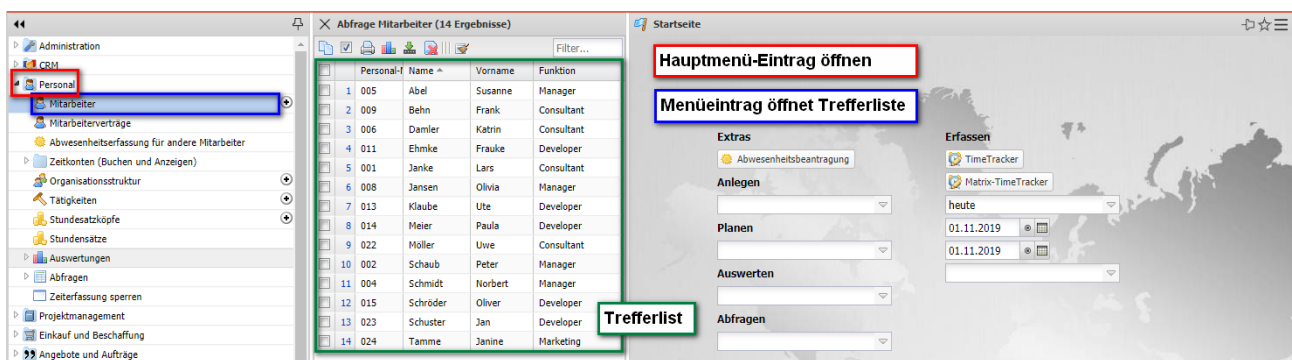 Administration
CRM
Personal
Mitarbeiter
Mitarbeiterverträge
Abwesenheitserfassung für andere Mitarbeiter
Zeitkonten (Buchen und Anzeigen)
Organisationsstruktur
Tätigkeiten
Stundesatzköpfe
Stundensätze
Auswertungen
Abfragen
Zeiterfassung sperren
Projektmanagement
Einkauf und Beschaffung
Angebote und Aufträge
Abfrage Mitarbeiter (14 Ergebnisse)
Filter...
Personal-N Name Vorname Funktion
1 005 Abel Susanne Manager
2 009 Behn Frank Consultant
3 006 Damler Katrin Consultant
4 011 Ehmke Frauke Developer
5 001 Janke Lars Consultant
6 008 Jansen Olivia Manager
7 013 Klaube Ute Developer
8 014 Meier Paula Developer
9 022 Möller Uwe Consultant
10 002 Schaub Peter Manager
11 004 Schmidt Norbert Manager
12 015 Schröder Oliver Developer
13 023 Schuster Jan Developer
14 024 Tamme Janine Marketing
Trefferlist
Startseite
Hauptmenü-Eintrag öffnen
Menüeintrag öffnet Trefferliste
Extras
Abwesenheitsbeantragung
Anlegen
Planen
Auswerten
Abfragen
Erfassen
TimeTracker
Matrix-TimeTracker
heute
01.11.2019
01.11.2019